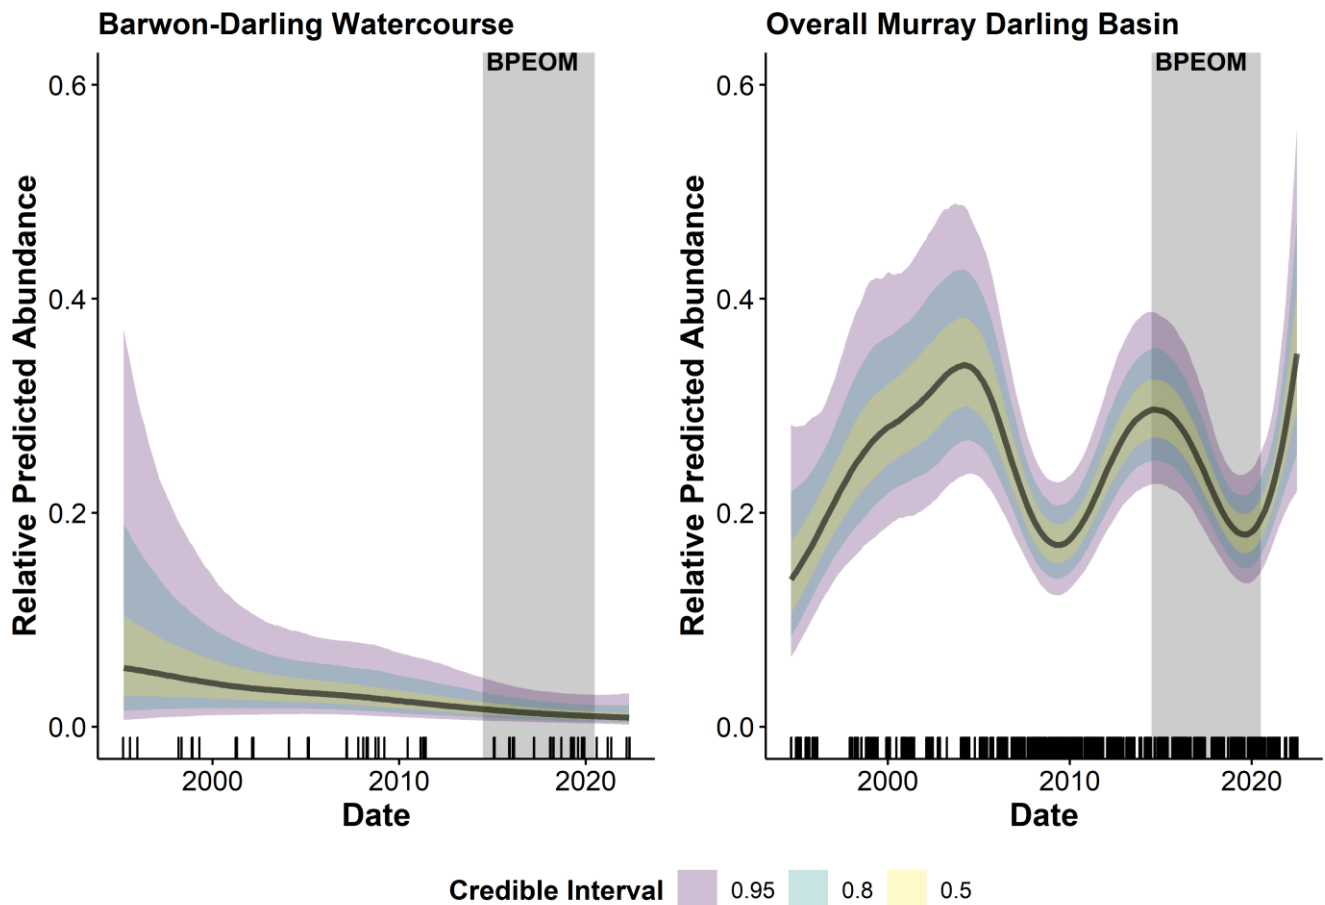 Barwon-Darling Watercourse
BPEOM
0.6
0.4
0.2
0.0
Relative Predicted Abundance
2000
2010
2020
Date
Overall Murray Darling Basin
BPEOM
0.6
0.4
0.2
0.0
Relative Predicted Abundance
2000
2010
2020
Date
Credible Interval 0.95 0.8 0.5